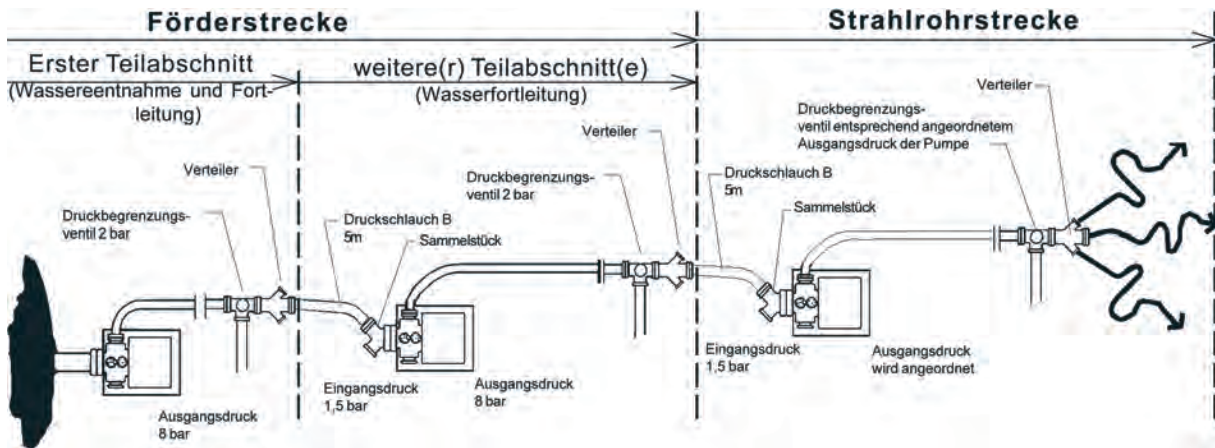 Förderstrecke
Strahlrohrstrecke
Erster Teilabschnitt
(Wassereentnahme und Fort-
leitung)
weitere(r) Teilabschnitt(e)
(Wasserfortleitung)
Verteiler
Druckbegrenzungs-
ventil 2 bar
Druckschlauch B
5m
Sammelstück
Ausgangsdruck
8 bar
Eingangsdruck
1,5 bar
Verteiler
Druckbegrenzungs-
ventil 2 bar
Ausgangsdruck
8 bar
Druckschlauch B
5m
Sammelstück
Eingangsdruck
1,5 bar
Verteiler
Druckbegrenzungs-
ventil entsprechend angeordnetem
Ausgangsdruck der Pumpe
Ausgangsdruck
wird angeordnet